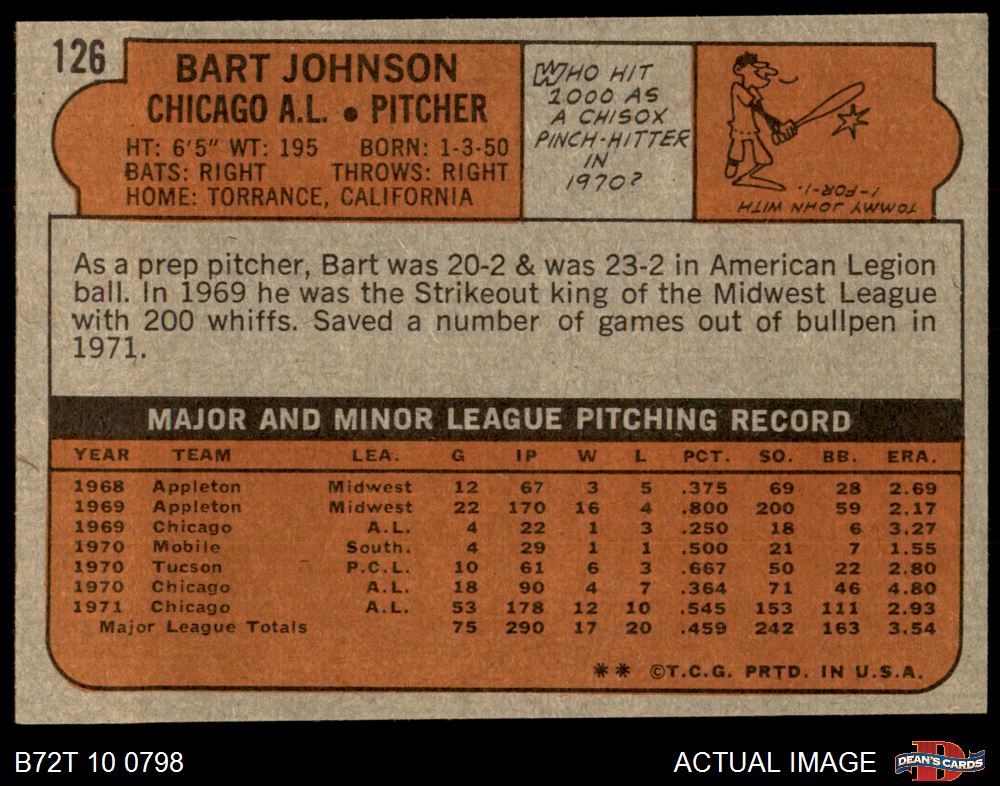 126
BART JOHNSON
CHICAGO A.L. • PITCHER
HT: 6'5" WT: 195 BORN: 1-3-50
BATS: RIGHT THROWS: RIGHT
HOME: TORRANCE, CALIFORNIA
WHO HIT
1.000 AS
A CHISOX
PINCH-HITTER
IN
1970?
TOMMY JOHN WITH
1-FOR-1.
As a prep pitcher, Bart was 20-2 & was 23-2 in American Legion
ball. In 1969 he was the Strikeout king of the Midwest League
with 200 whiffs. Saved a number of games out of bullpen in
1971.
MAJOR AND MINOR LEAGUE PITCHING RECORD
YEAR TEAM LEA. G IP W L PCT. SO. BB. ERA.
1968 Appleton Midwest 12 67 3 5 .375 69 28 2.69
1969 Appleton Midwest 22 170 16 4 .800 200 59 2.17
1969 Chicago A.L. 4 22 1 3 .250 18 6 3.27
1970 Mobile South. 4 29 1 1 .500 21 7 1.55
1970 Tucson P.C.L. 10 61 6 3 .667 50 22 2.80
1970 Chicago A.L. 18 90 4 7 .364 71 46 4.80
1971 Chicago A.L. 53 178 12 10 .545 153 111 2.93
Major League Totals 75 290 17 20 .459 242 163 3.54
** ©T.C.G. PRTD. IN U.S.A.
B72T 10 0798
ACTUAL IMAGE
D
DEAN'S CARDS